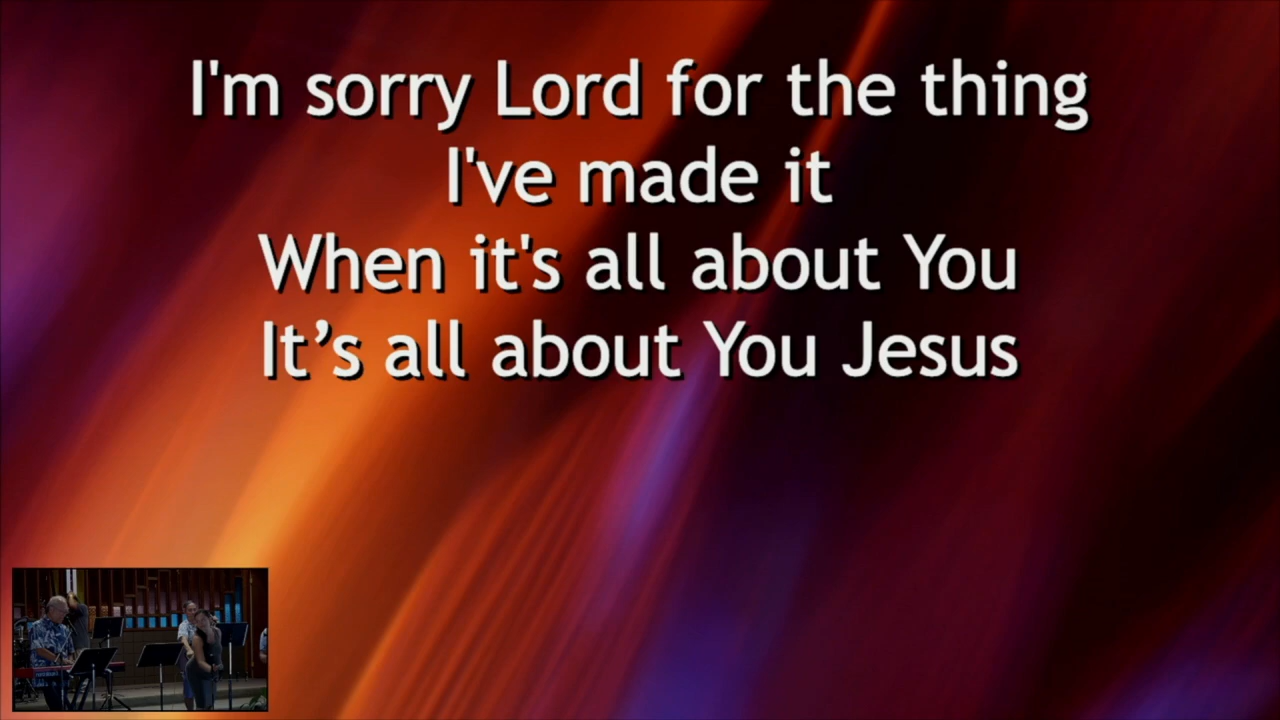 I'm sorry Lord for the thing
I've made it
When it's all about You
It’s all about You Jesus